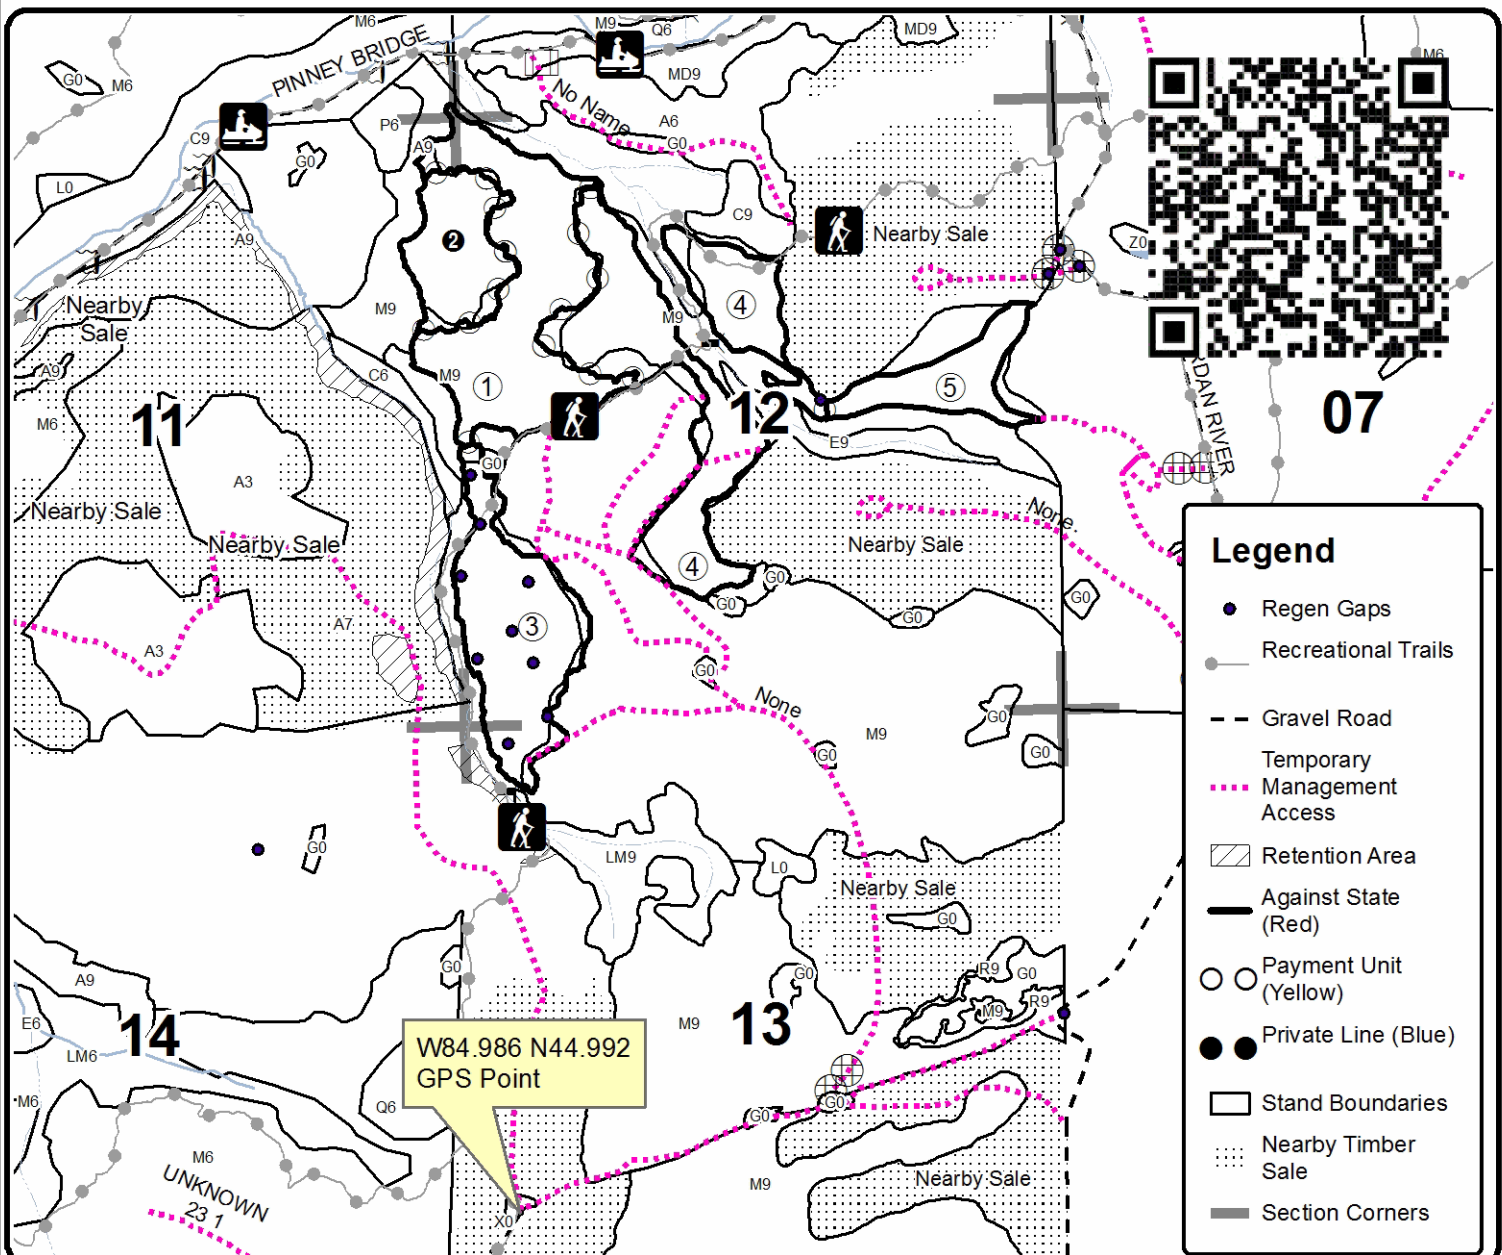 M6
M9
Q6
MD9
M6
PINNEY BRIDGE
G0
M6
MD9
No Name
P6
A6
C9
A9
G0
G0
L0
C9
A9
2
Nearby Sale
Z0
Nearby
Sale
M9
M9
4
A9
C6
M9
1
5
M6
11
12
07
RDAN RIVER
E9
G0
A3
Nearby Sale
Nearby Sale
None
Nearby Sale
4
G0
G0
G0
G0
A7
3
A3
G0
None
G0
M9
G0
G0
G0
LM9
L0
Nearby Sale
G0
G0
A9
G0
R9
G0
R9
M9
E6
14
LM6
M9
13
W84.986 N44.992
GPS Point
M6
Q6
G0
G0
M6
UNKNOWN
23 1
M9
Nearby Sale
X0
Legend
Regen Gaps
Recreational Trails
Gravel Road
Temporary
Management
Access
Retention Area
Against State
(Red)
Payment Unit
(Yellow)
Private Line (Blue)
Stand Boundaries
Nearby Timber
Sale
Section Corners